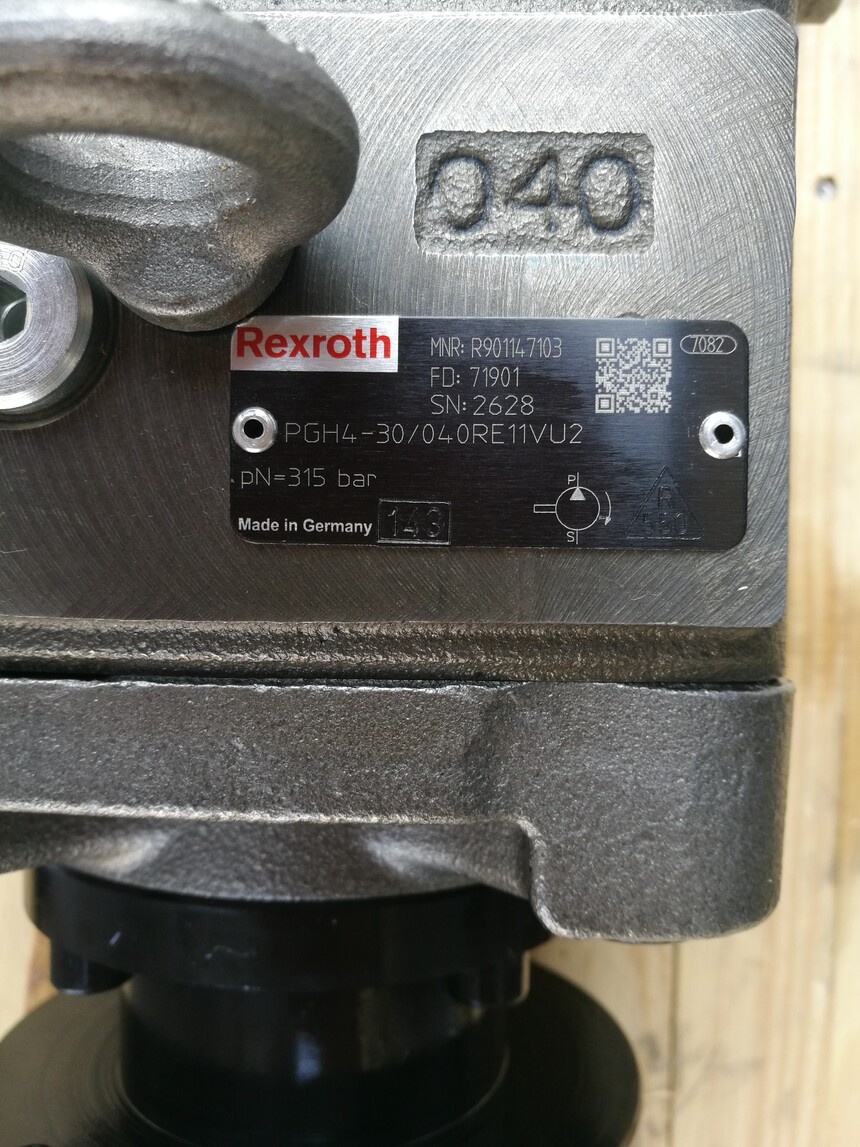 040
Rexroth
MNR: R901147103
7082
FD: 71901
SN: 2628
PGH4-30/040RE11VU2
pN=315 bar
P
S
Made in Germany
143
R
550